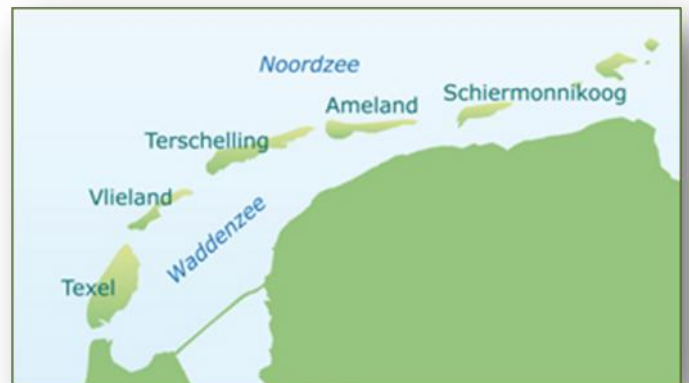 Noordzee
Schiermonnikoog
Ameland
Terschelling
Vlieland
Waddenzee
Texel